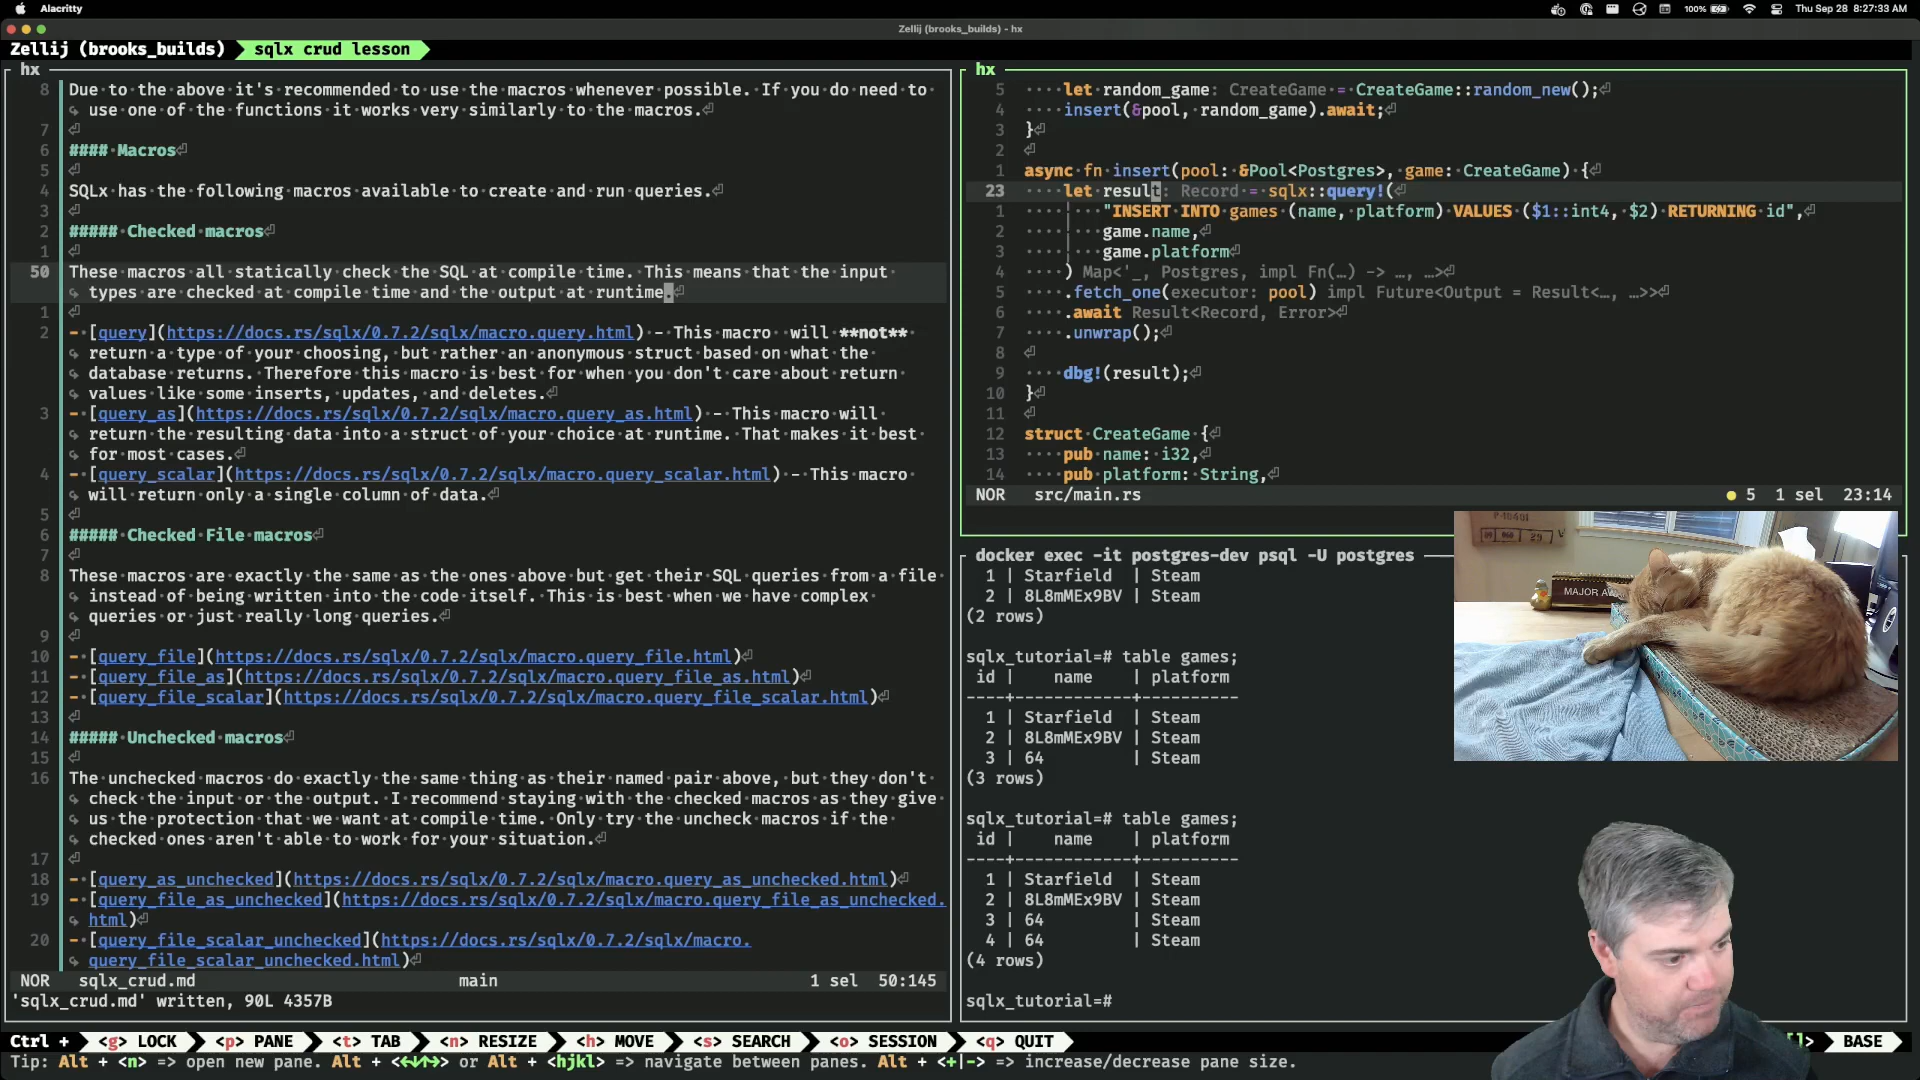 Alacritty
100%
Thu Sep 28 8:27:33 AM
Zellij (brooks_builds) - hx
Zellij (brooks_builds) sqlx crud lesson
hx
8 Due·to·the·above·it's·recommended·to·use·the·macros·whenever·possible.·If·you·do·need·to·
↪ use·one·of·the·functions·it·works·very·similarly·to·the·macros.⏎
7 ⏎
6 ####·Macros⏎
5 ⏎
4 SQLx·has·the·following·macros·available·to·create·and·run·queries.⏎
3 ⏎
2 #####·Checked·macros⏎
1 ⏎
50 These·macros·all·statically·check·the·SQL·at·compile·time.·This·means·that·the·input·
↪ types·are·checked·at·compile·time·and·the·output·at·runtime.⏎
1 ⏎
2 -·[query](https://docs.rs/sqlx/0.7.2/sqlx/macro.query.html)·-·This·macro··will·**not**·
↪ return·a·type·of·your·choosing,·but·rather·an·anonymous·struct·based·on·what·the·
↪ database·returns.·Therefore·this·macro·is·best·for·when·you·don't·care·about·return·
↪ values·like·some·inserts,·updates,·and·deletes.⏎
3 -·[query_as](https://docs.rs/sqlx/0.7.2/sqlx/macro.query_as.html)·-·This·macro·will·
↪ return·the·resulting·data·into·a·struct·of·your·choice·at·runtime.·That·makes·it·best·
↪ for·most·cases.⏎
4 -·[query_scalar](https://docs.rs/sqlx/0.7.2/sqlx/macro.query_scalar.html)·-·This·macro·
↪ will·return·only·a·single·column·of·data.⏎
5 ⏎
6 #####·Checked·File·macros⏎
7 ⏎
8 These·macros·are·exactly·the·same·as·the·ones·above·but·get·their·SQL·queries·from·a·file·
↪ instead·of·being·written·into·the·code·itself.·This·is·best·when·we·have·complex·
↪ queries·or·just·really·long·queries.⏎
9 ⏎
10 -·[query_file](https://docs.rs/sqlx/0.7.2/sqlx/macro.query_file.html)⏎
11 -·[query_file_as](https://docs.rs/sqlx/0.7.2/sqlx/macro.query_file_as.html)⏎
12 -·[query_file_scalar](https://docs.rs/sqlx/0.7.2/sqlx/macro.query_file_scalar.html)⏎
13 ⏎
14 #####·Unchecked·macros⏎
15 ⏎
16 The·unchecked·macros·do·exactly·the·same·thing·as·their·named·pair·above,·but·they·don't·
↪ check·the·input·or·the·output.·I·recommend·staying·with·the·checked·macros·as·they·give·
↪ us·the·protection·that·we·want·at·compile·time.·Only·try·the·uncheck·macros·if·the·
↪ checked·ones·aren't·able·to·work·for·your·situation.⏎
17 ⏎
18 -·[query_as_unchecked](https://docs.rs/sqlx/0.7.2/sqlx/macro.query_as_unchecked.html)⏎
19 -·[query_file_as_unchecked](https://docs.rs/sqlx/0.7.2/sqlx/macro.query_file_as_unchecked.
↪ html)⏎
20 -·[query_file_scalar_unchecked](https://docs.rs/sqlx/0.7.2/sqlx/macro.
↪ query_file_scalar_unchecked.html)⏎
NOR sqlx_crud.md main 1 sel 50:145
'sqlx_crud.md' written, 90L 4357B
hx
5 ····let·random_game: CreateGame·=·CreateGame::random_new();⏎
4 ····insert(&pool,·random_game).await;⏎
3 }⏎
2 ⏎
1 async·fn·insert(pool:·&Pool<Postgres>,·game:·CreateGame)·{⏎
23 ····let·result: Record·=·sqlx::query!(⏎
1 ········"INSERT·INTO·games·(name,·platform)·VALUES·($1::int4,·$2)·RETURNING·id",⏎
2 ········game.name,⏎
3 ········game.platform⏎
4 ····) Map<'_, Postgres, impl Fn(…) -> …, …>⏎
5 ····.fetch_one(executor: pool) impl Future<Output = Result<…, …>>⏎
6 ····.await Result<Record, Error>⏎
7 ····.unwrap();⏎
8 ⏎
9 ····dbg!(result);⏎
10 }⏎
11 ⏎
12 struct·CreateGame·{⏎
13 ····pub·name:·i32,⏎
14 ····pub·platform:·String,⏎
NOR src/main.rs ● 5 1 sel 23:14
docker exec -it postgres-dev psql -U postgres
1 | Starfield | Steam
2 | 8L8mMEx9BV | Steam
(2 rows)
sqlx_tutorial=# table games;
id | name | platform
----+------------+----------
1 | Starfield | Steam
2 | 8L8mMEx9BV | Steam
3 | 64 | Steam
(3 rows)
sqlx_tutorial=# table games;
id | name | platform
----+------------+----------
1 | Starfield | Steam
2 | 8L8mMEx9BV | Steam
3 | 64 | Steam
4 | 64 | Steam
(4 rows)
sqlx_tutorial=#
MAJOR
Ctrl + <g> LOCK <p> PANE <t> TAB <n> RESIZE <h> MOVE <s> SEARCH <o> SESSION <q> QUIT BASE
Tip: Alt + <n> => open new pane. Alt + <←↓↑→> or Alt + <hjkl> => navigate between panes. Alt + <+|-> => increase/decrease pane size.